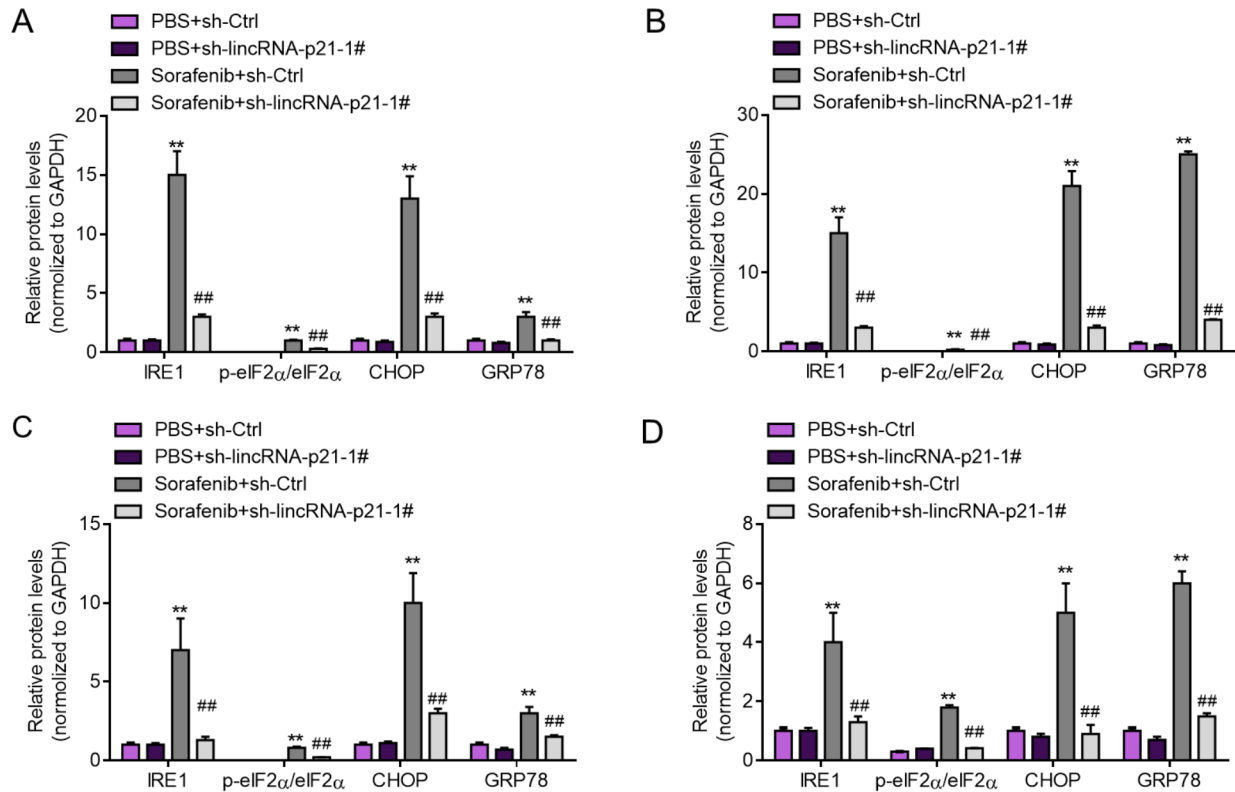 A
PBS+sh-Ctrl
PBS+sh-lincRNA-p21-1#
Sorafenib+sh-Ctrl
Sorafenib+sh-lincRNA-p21-1#
Relative protein levels
(normolized to GAPDH)
20
15
10
5
0
** ## ** ## ** ## ** ##
IRE1 p-eIF2α/eIF2α CHOP GRP78
B
PBS+sh-Ctrl
PBS+sh-lincRNA-p21-1#
Sorafenib+sh-Ctrl
Sorafenib+sh-lincRNA-p21-1#
Relative protein levels
(normolized to GAPDH)
30
20
10
0
** ## ** ## ** ## ** ##
IRE1 p-eIF2α/eIF2α CHOP GRP78
C
PBS+sh-Ctrl
PBS+sh-lincRNA-p21-1#
Sorafenib+sh-Ctrl
Sorafenib+sh-lincRNA-p21-1#
Relative protein levels
(normolized to GAPDH)
15
10
5
0
** ## ** ## ** ## ** ##
IRE1 p-eIF2α/eIF2α CHOP GRP78
D
PBS+sh-Ctrl
PBS+sh-lincRNA-p21-1#
Sorafenib+sh-Ctrl
Sorafenib+sh-lincRNA-p21-1#
Relative protein levels
(normolized to GAPDH)
8
6
4
2
0
** ## ** ## ** ## ** ##
IRE1 p-eIF2α/eIF2α CHOP GRP78